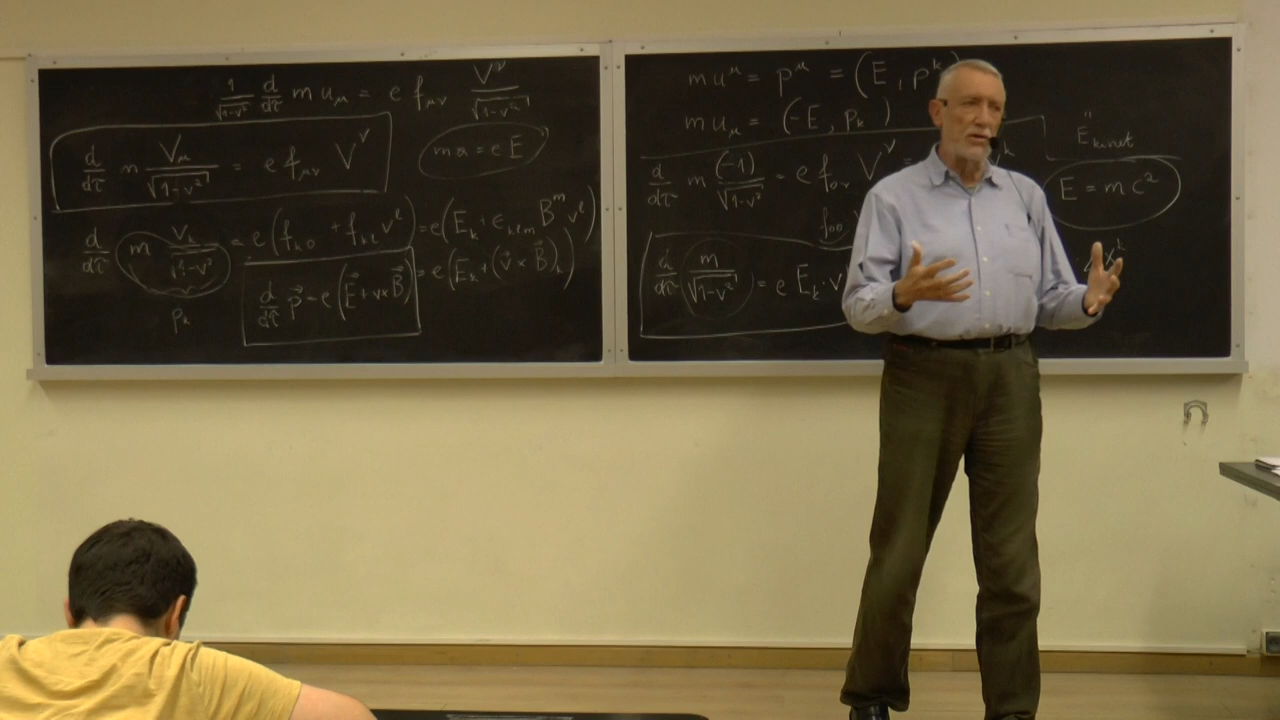 1/√(1-v²) d/dτ m u_μ = e f_μν V^ν/√(1-v²)
d/dτ m V_μ/√(1-v²) = e f_μν V^ν
ma = eE
d/dτ m V_k/√(1-v²) = e(f_k0 + f_kl v^l) = e(E_k + ϵ_klm B^m v^l)
p_k
d/dτ p⃗ = e(E⃗ + v×B⃗) = e(E_k + (v⃗×B⃗)_k)
m u^μ = p^μ = (E, p^k)
m u_μ = (-E, p_k)
" E kinet
d/dτ m (-1)/√(1-v²) = e f_0ν V^ν =
E = mc²
f_00
d/dτ m/√(1-v²) = e E_k · v